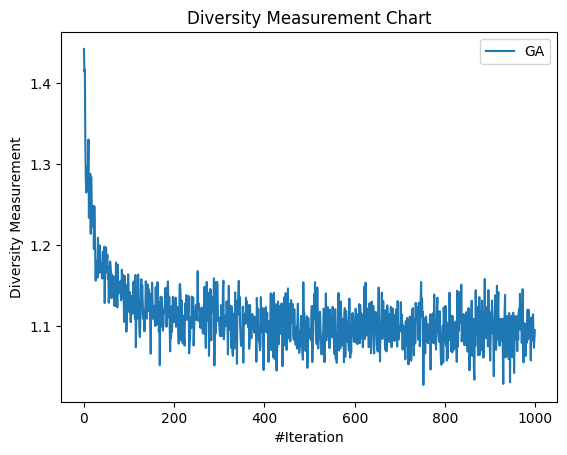 Diversity Measurement Chart
GA
1.4
1.3
1.2
1.1
Diversity Measurement
0
200
400
600
800
1000
#Iteration